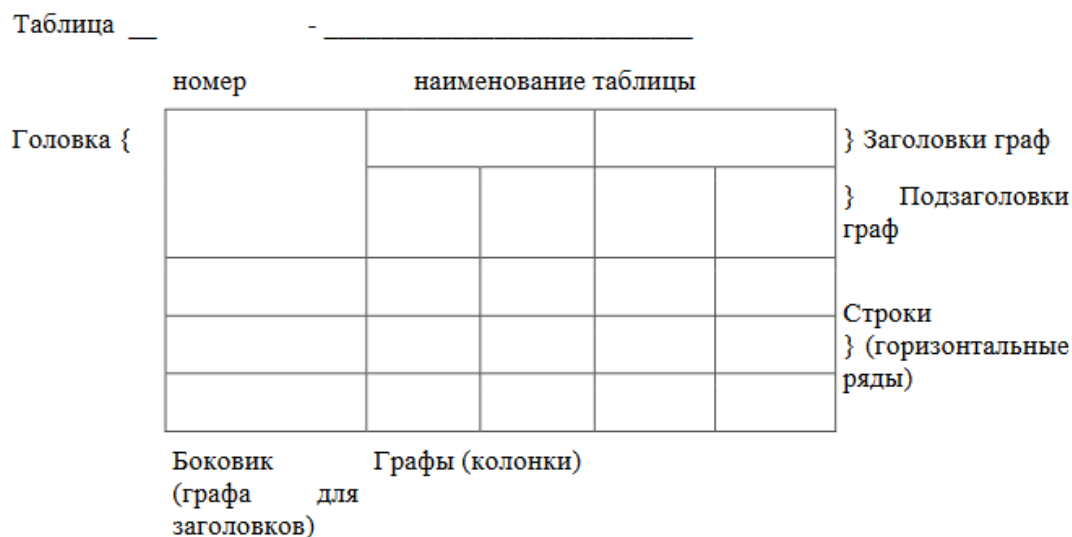 Таблица __ - __________________________
номер наименование таблицы
Головка { } Заголовки граф
} Подзаголовки
граф
Строки
} (горизонтальные
ряды)
Боковик Графы (колонки)
(графа для
заголовков)